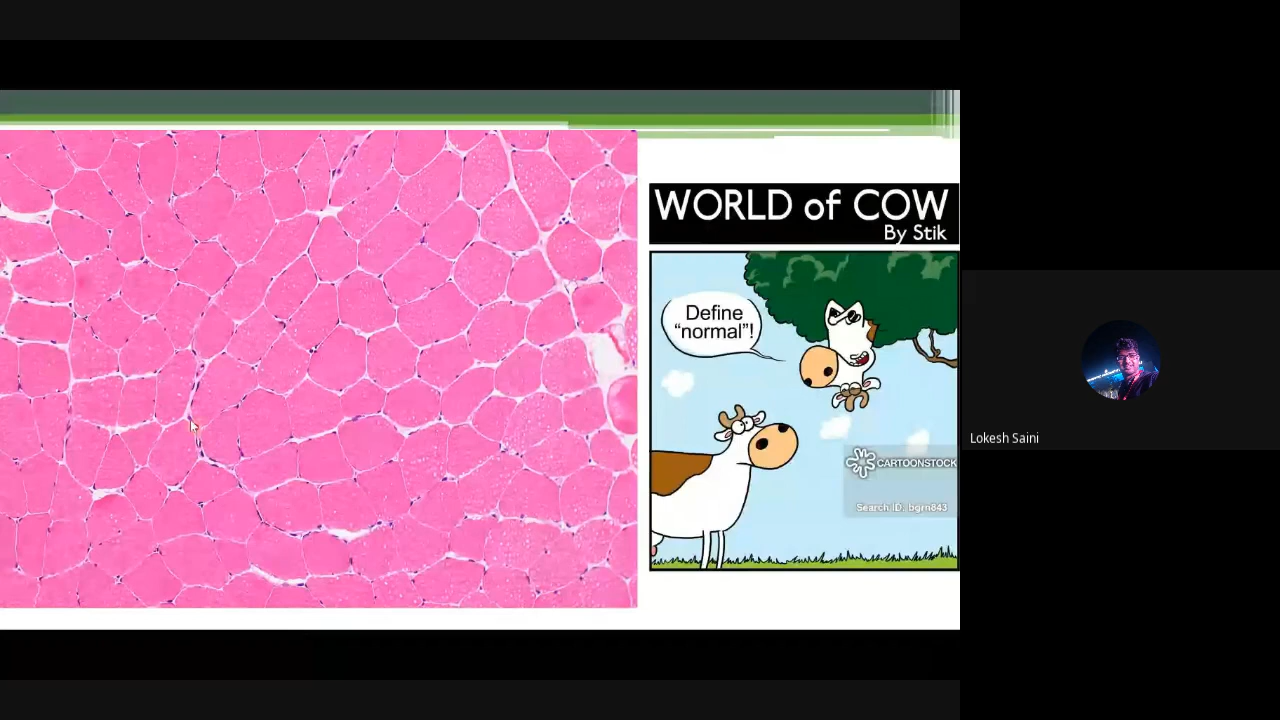 WORLD of COW
By Stik
Define
"normal"!
CARTOONSTOCK
Search ID: bgrn843
Lokesh Saini